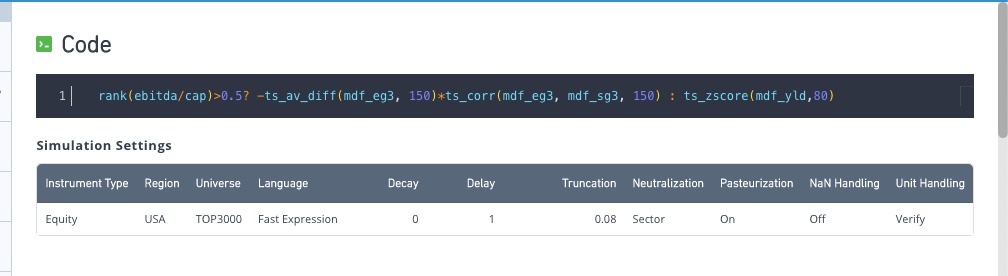 Code
1 rank(ebitda/cap)>0.5? -ts_av_diff(mdf_eg3, 150)*ts_corr(mdf_eg3, mdf_sg3, 150) : ts_zscore(mdf_yld,80)
Simulation Settings
Instrument Type Region Universe Language Decay Delay Truncation Neutralization Pasteurization NaN Handling Unit Handling
Equity USA TOP3000 Fast Expression 0 1 0.08 Sector On Off Verify